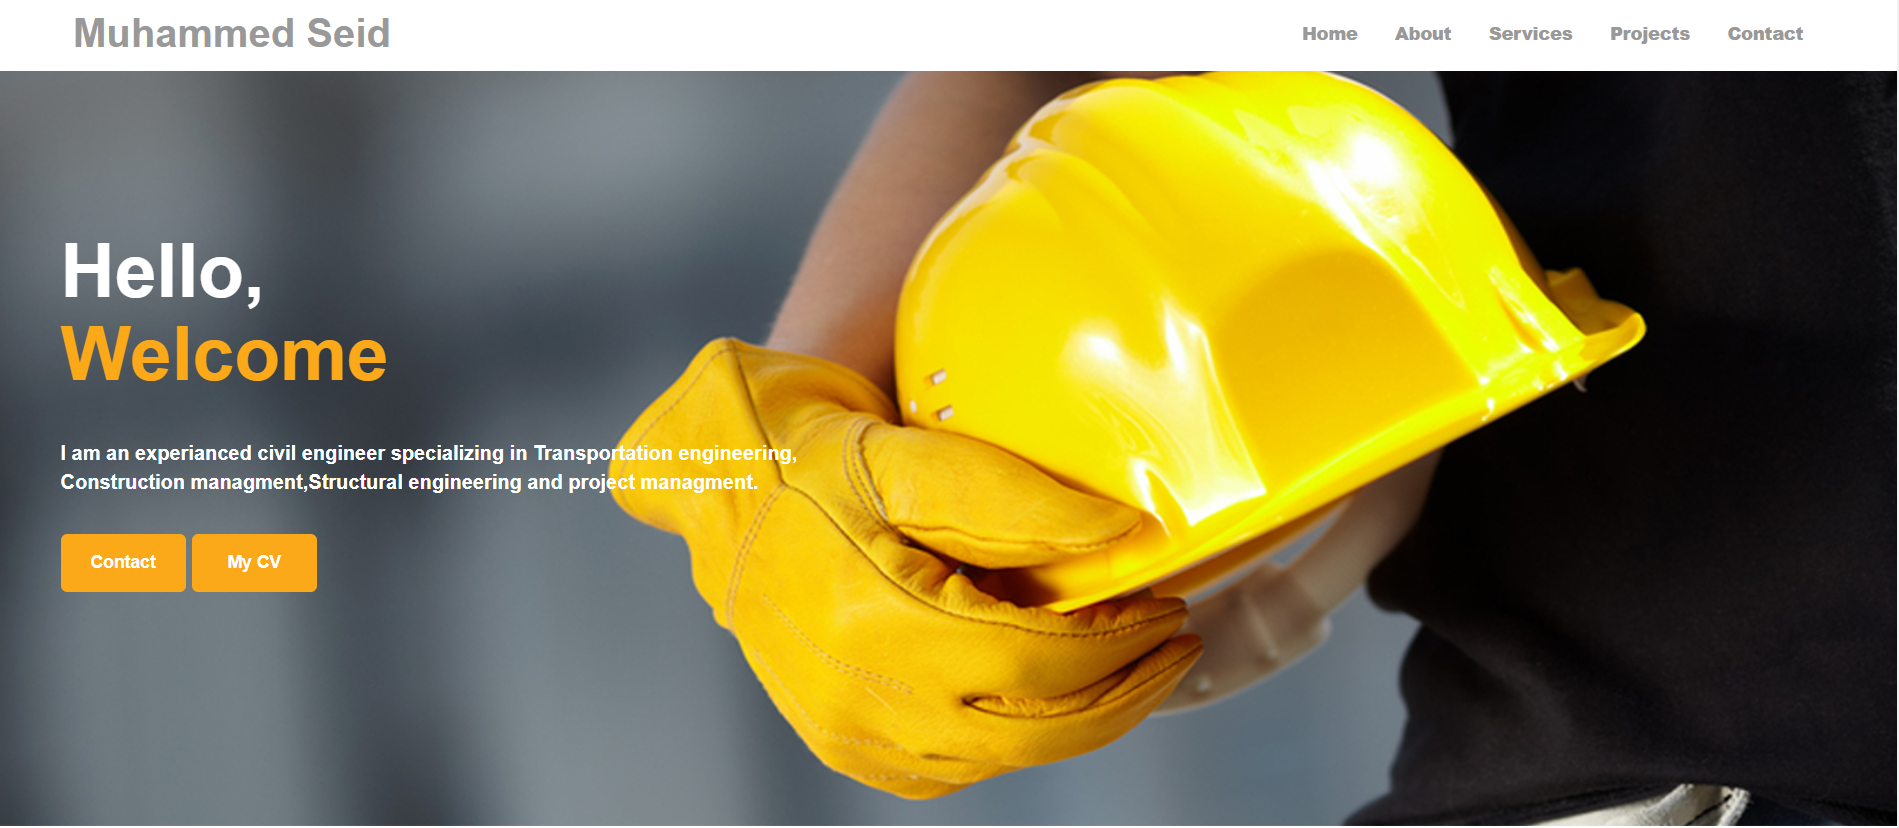 Muhammed Seid
Home About Services Projects Contact
Hello,
Welcome
I am an experianced civil engineer specializing in Transportation engineering,
Construction managment,Structural engineering and project managment.
Contact My CV